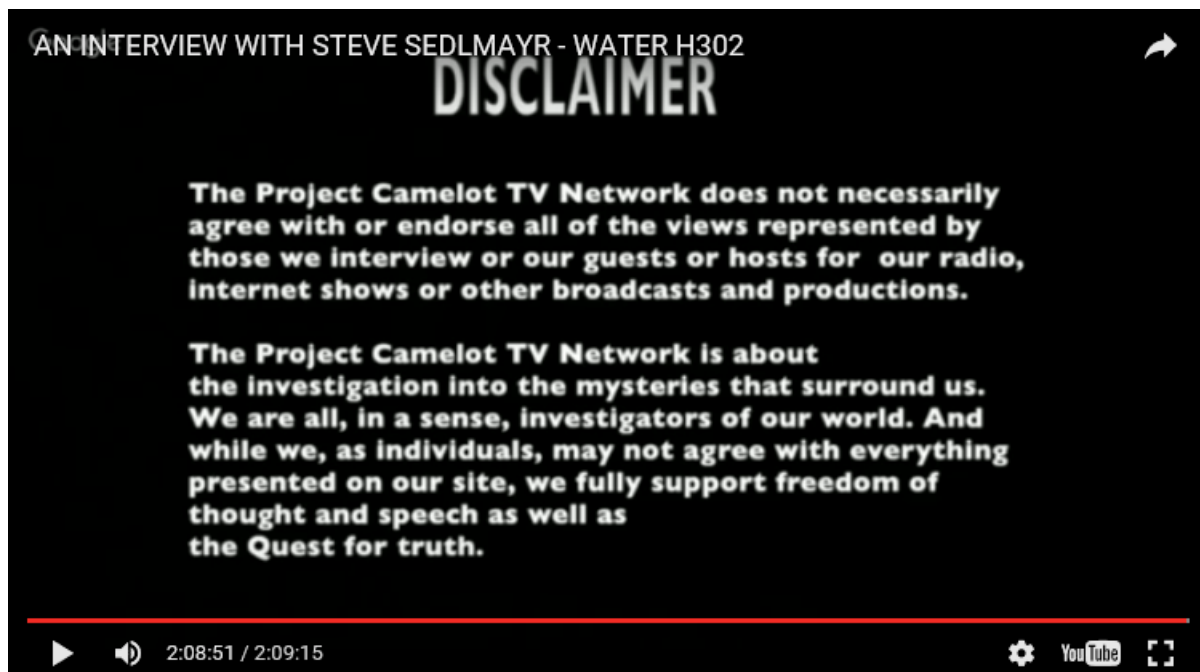 Google
AN INTERVIEW WITH STEVE SEDLMAYR - WATER H302
DISCLAIMER
The Project Camelot TV Network does not necessarily
agree with or endorse all of the views represented by
those we interview or our guests or hosts for our radio,
internet shows or other broadcasts and productions.
The Project Camelot TV Network is about
the investigation into the mysteries that surround us.
We are all, in a sense, investigators of our world. And
while we, as individuals, may not agree with everything
presented on our site, we fully support freedom of
thought and speech as well as
the Quest for truth.
2:08:51 / 2:09:15
YouTube